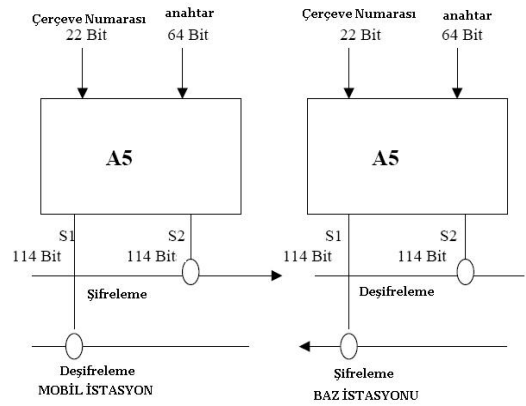 Çerçeve Numarası
22 Bit
anahtar
64 Bit
A5
S1
114 Bit
S2
114 Bit
Şifreleme
Deşifreleme
MOBİL İSTASYON
Çerçeve Numarası
22 Bit
anahtar
64 Bit
A5
S1
114 Bit
S2
114 Bit
Deşifreleme
Şifreleme
BAZ İSTASYONU